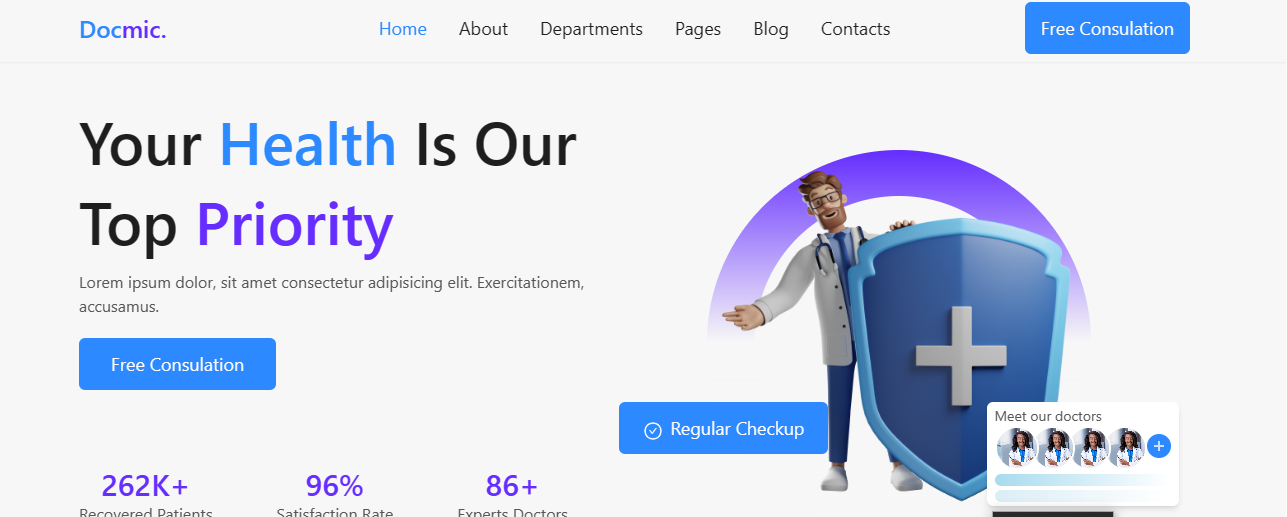 Docmic.
Home About Departments Pages Blog Contacts
Free Consulation
Your Health Is Our
Top Priority
Lorem ipsum dolor, sit amet consectetur adipisicing elit. Exercitationem,
accusamus.
Free Consulation
Regular Checkup
Meet our doctors
262K+ 96% 86+
Recovered Patients Satisfaction Rate Experts Doctors